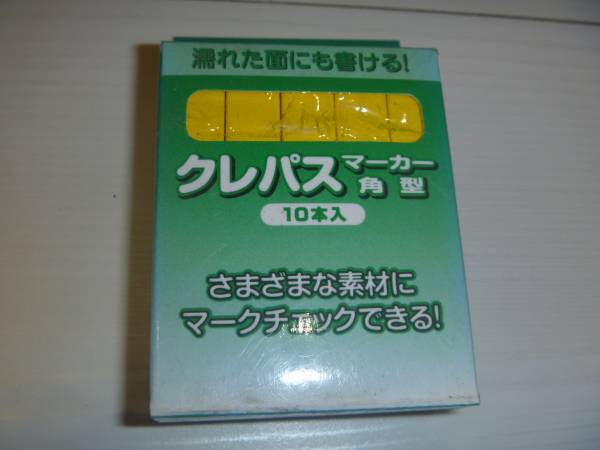 濡れた面にも書ける!
クレパスマーカー
角型
10本入
さまざまな素材に
マークチェックできる!